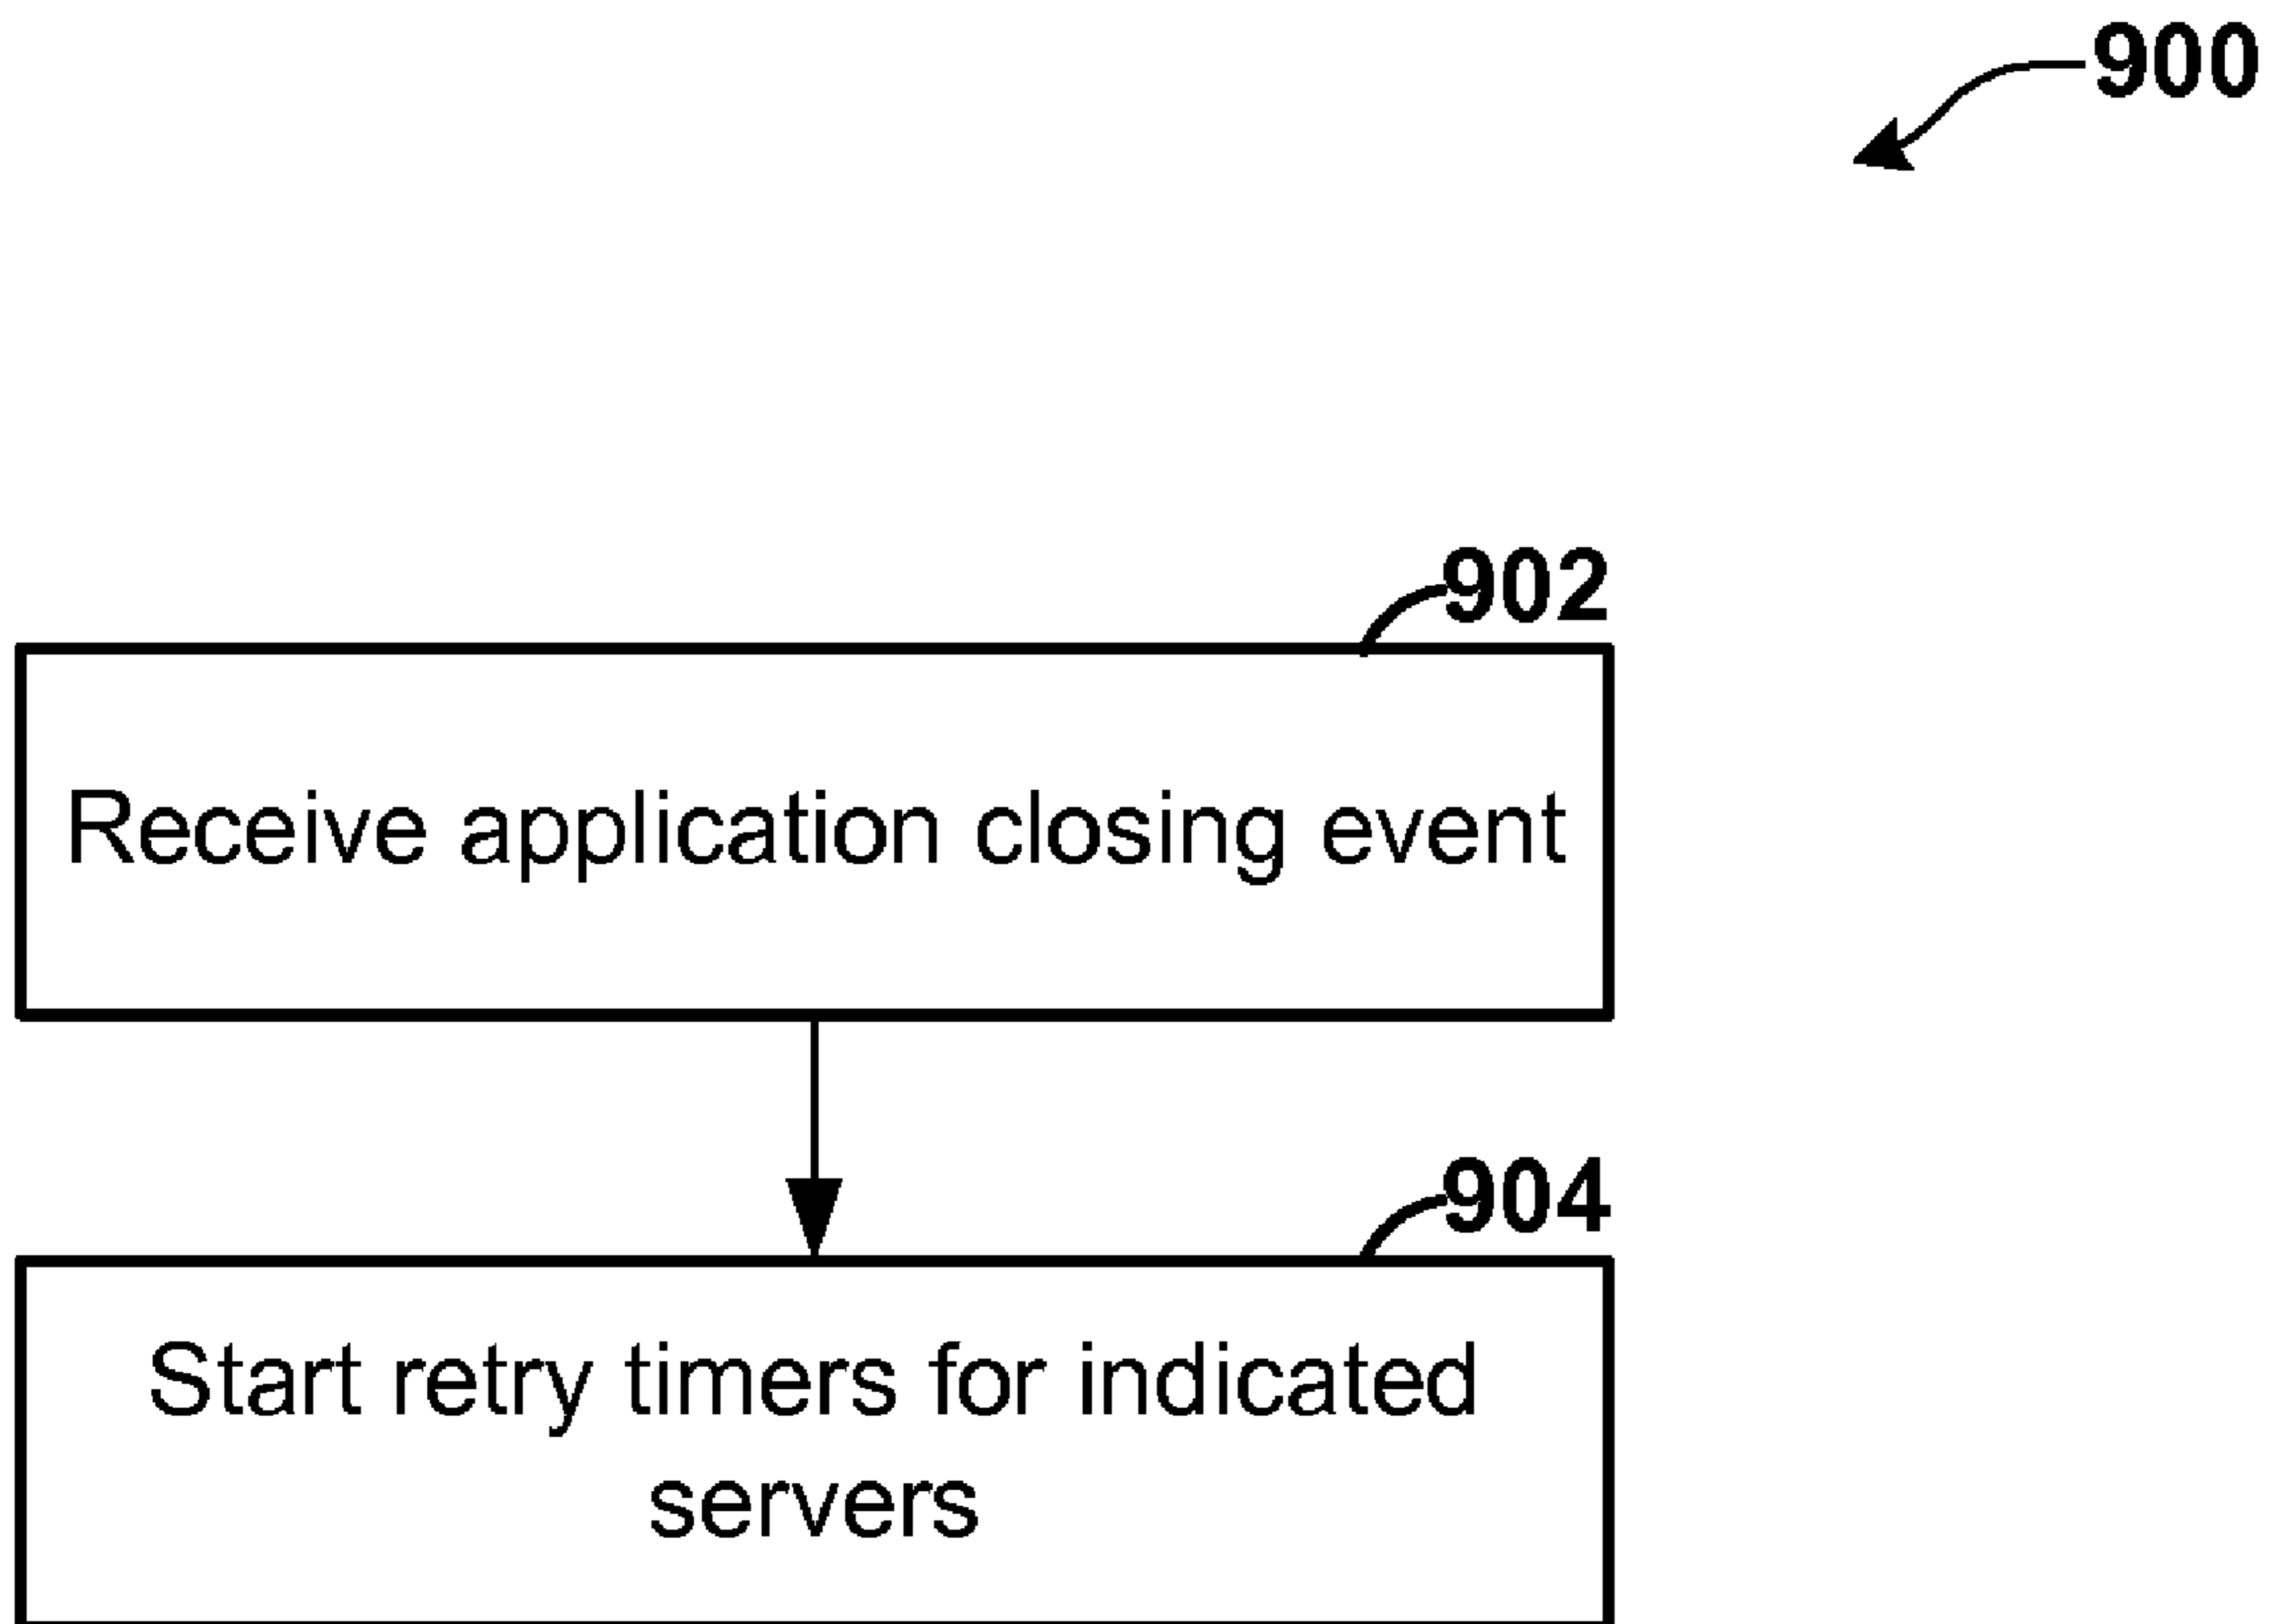 900
902
Receive application closing event
904
Start retry timers for indicated
servers